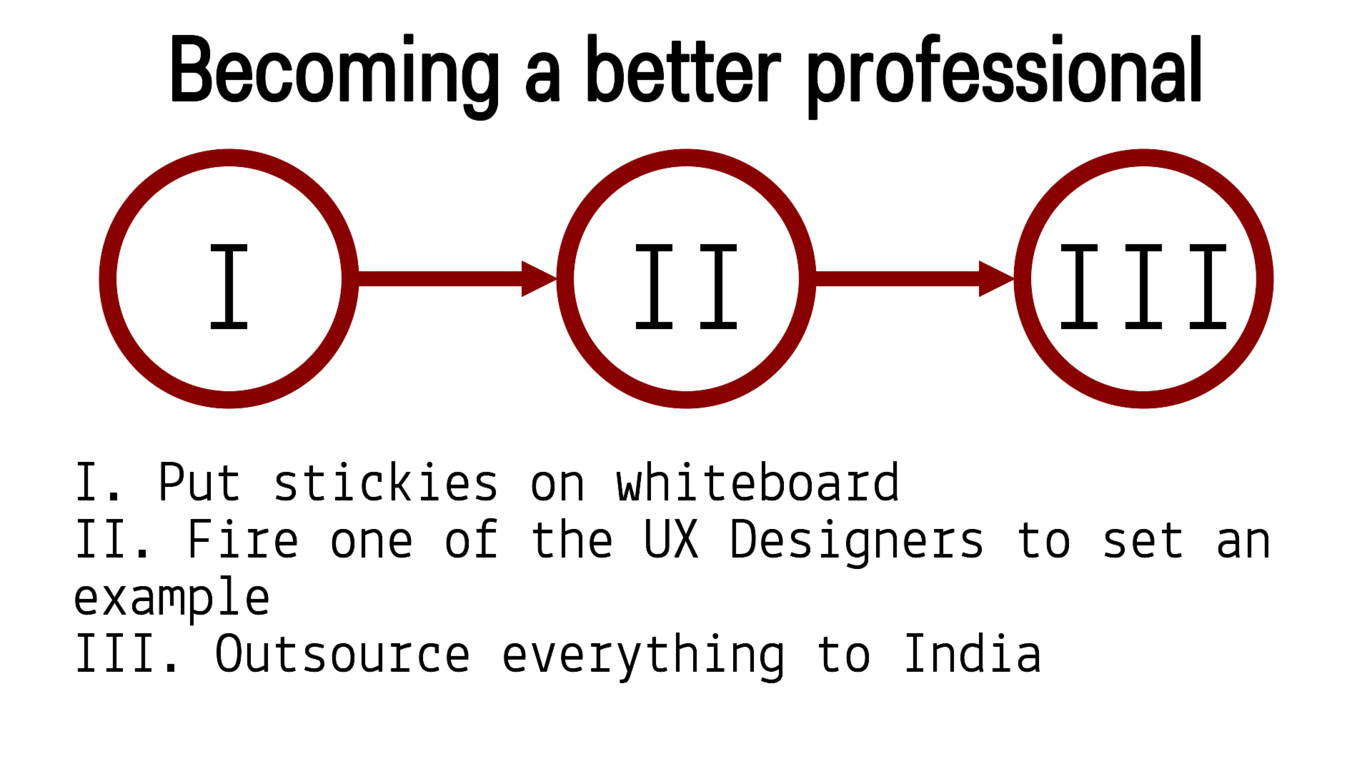 Becoming a better professional
I
II
III
I. Put stickies on whiteboard
II. Fire one of the UX Designers to set an
example
III. Outsource everything to India